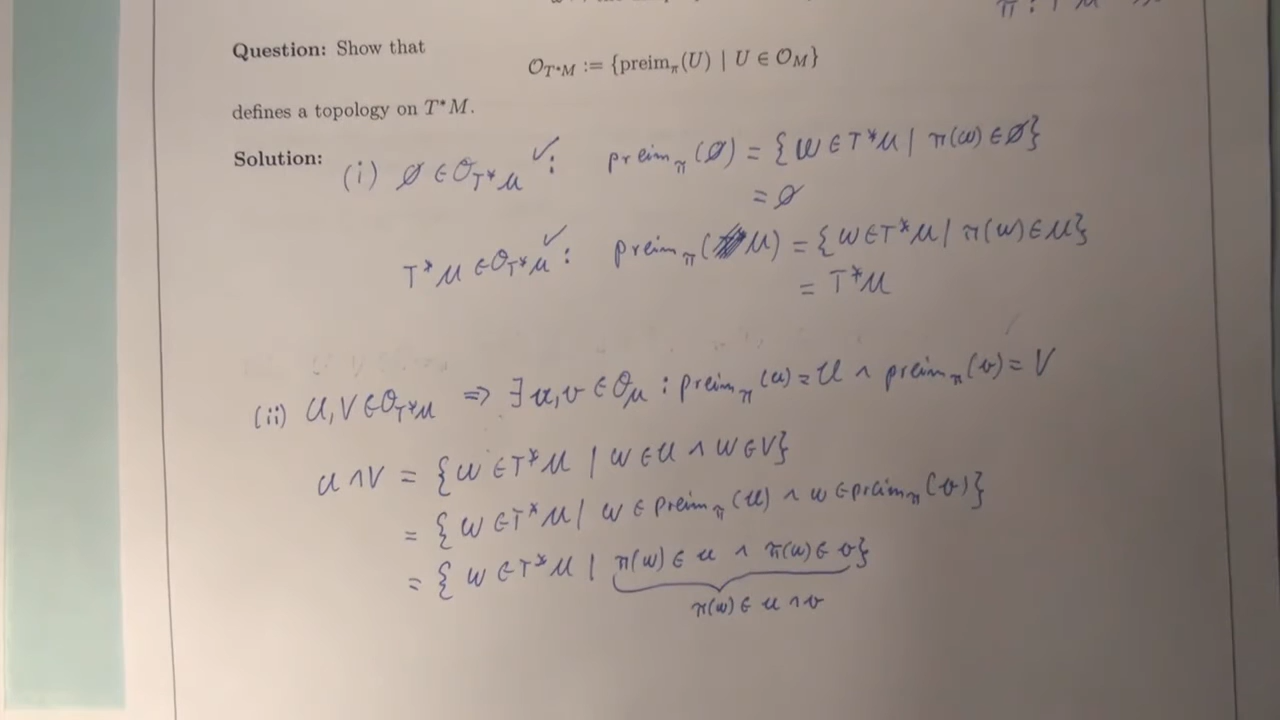 Question: Show that
𝒪_{T*M} := {preim_π(U) | U ∈ 𝒪_M}
defines a topology on T*M.
Solution: (i) ∅ ∈ 𝒪_{T*M} ✓: preim_π(∅) = {ω ∈ T*M | π(ω) ∈ ∅}
= ∅
T*M ∈ 𝒪_{T*M} ✓: preim_π(M) = {ω ∈ T*M | π(ω) ∈ M}
= T*M
(ii) U, V ∈ 𝒪_{T*M} ⇒ ∃ u, v ∈ 𝒪_M : preim_π(u) = U ∧ preim_π(v) = V
U ∩ V = {ω ∈ T*M | ω ∈ U ∧ ω ∈ V}
= {ω ∈ T*M | ω ∈ preim_π(u) ∧ ω ∈ preim_π(v)}
= {ω ∈ T*M | π(ω) ∈ u ∧ π(ω) ∈ v}
π(ω) ∈ u ∩ v